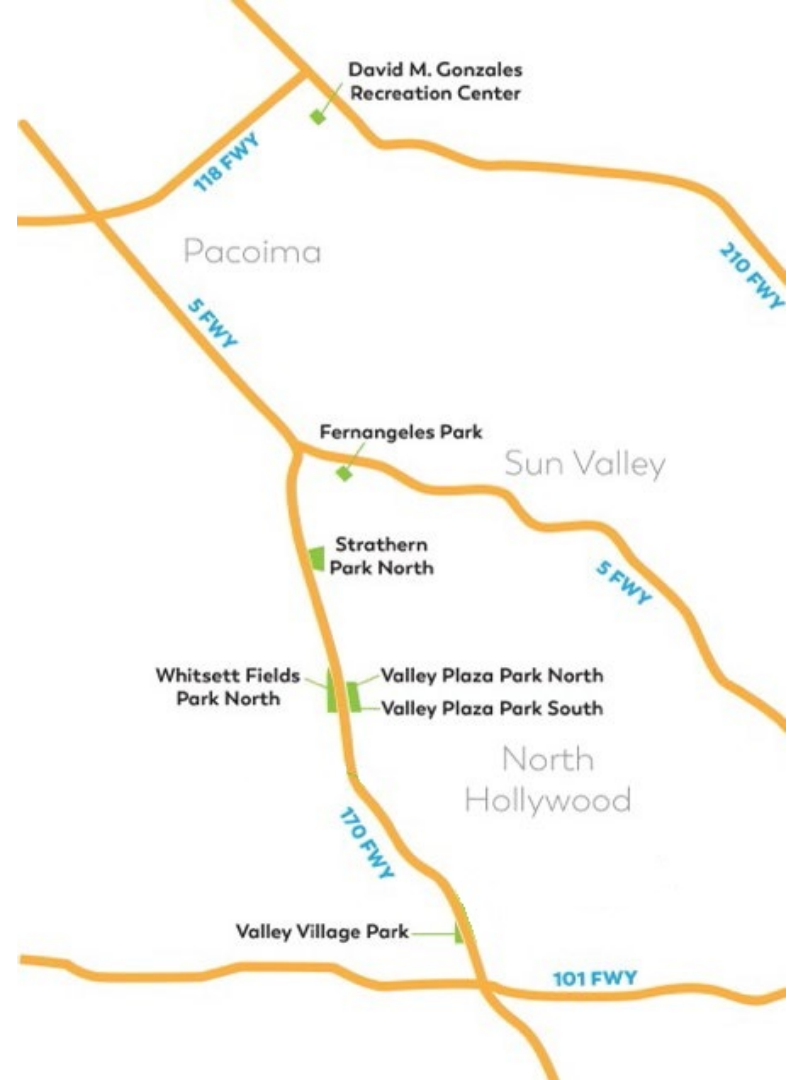 David M. Gonzales
Recreation Center
118 FWY
Pacoima
210 FWY
5 FWY
Fernangeles Park
Sun Valley
Strathern
Park North
5 FWY
Whitsett Fields
Park North
Valley Plaza Park North
Valley Plaza Park South
North
Hollywood
170 FWY
Valley Village Park
101 FWY